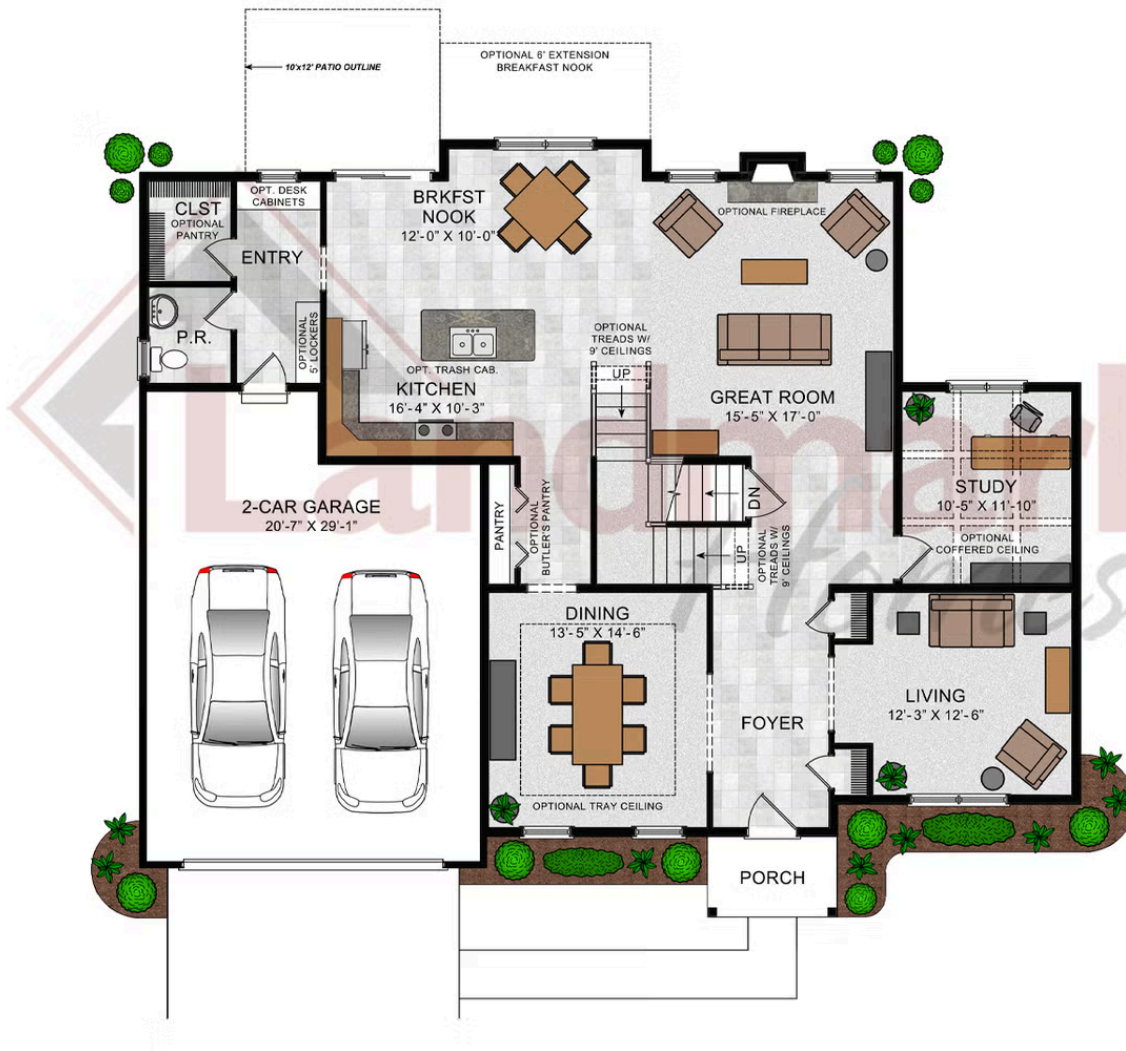 OPTIONAL 6' EXTENSION
BREAKFAST NOOK
10'x12' PATIO OUTLINE
OPT. DESK
CABINETS
CLST
OPTIONAL
PANTRY
BRKFST
NOOK
12'-0" X 10'-0"
OPTIONAL FIREPLACE
ENTRY
P.R.
OPTIONAL
5' LOCKERS
OPTIONAL
TREADS W/
9' CEILINGS
UP
OPT. TRASH CAB.
KITCHEN
16'-4" X 10'-3"
GREAT ROOM
15'-5" X 17'-0"
Landmark
Homes
2-CAR GARAGE
20'-7" X 29'-1"
PANTRY
OPTIONAL
BUTLER'S PANTRY
DN
UP
OPTIONAL
TREADS W/
9' CEILINGS
STUDY
10'-5" X 11'-10"
OPTIONAL
COFFERED CEILING
DINING
13'-5" X 14'-6"
FOYER
LIVING
12'-3" X 12'-6"
OPTIONAL TRAY CEILING
PORCH